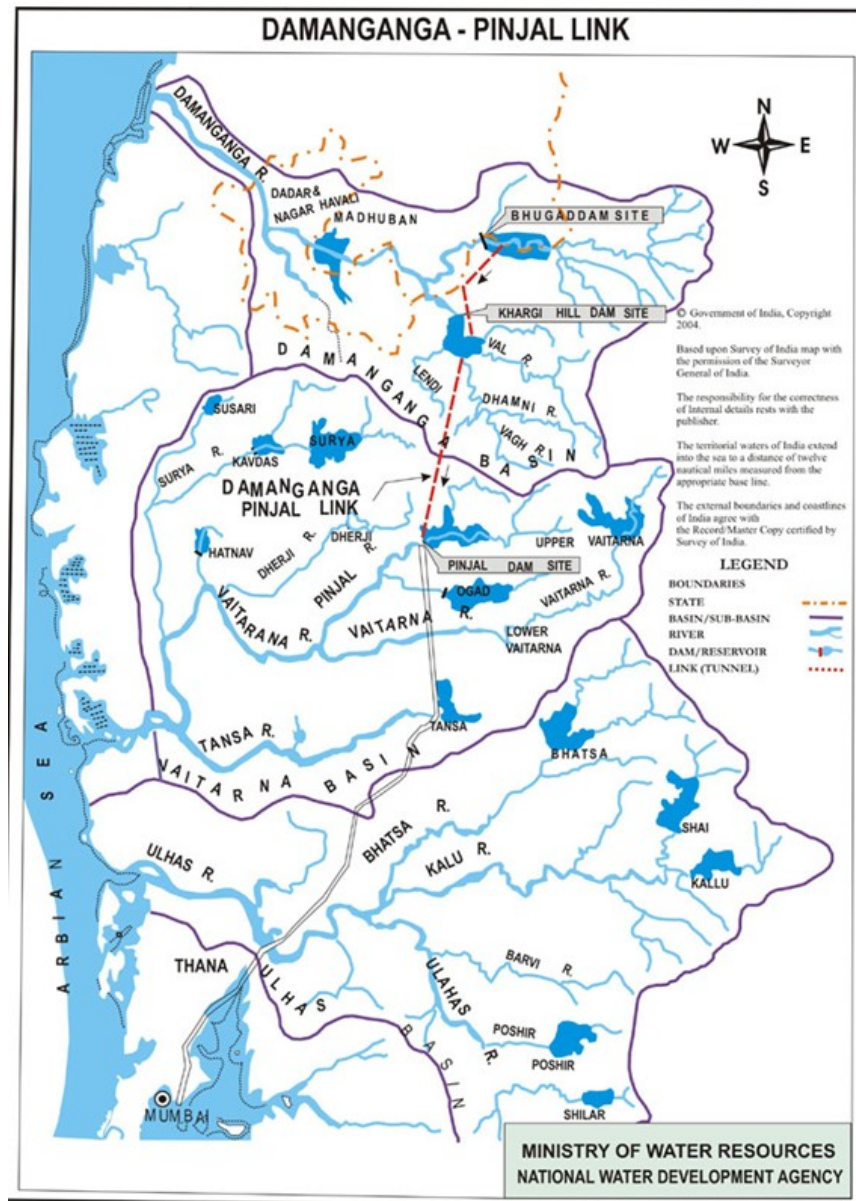 DAMANGANGA - PINJAL LINK
N
W E
S
DAMANGANGA R.
DADAR &
NAGAR HAVALI
MADHUBAN
BHUGADDAM SITE
KHARGI HILL DAM SITE
© Government of India, Copyright
2004.
Based upon Survey of India map with
the permission of the Surveyor
General of India.
The responsibility for the correctness
of Internal details rests with the
publisher.
The territorial waters of India extend
into the sea to a distance of twelve
nautical miles measured from the
appropriate base line.
The external boundaries and coastlines
of India agree with
the Record/Master Copy certified by
Survey of India.
VAL R.
LENDI
DHAMNI R.
VAGH R.
DAMANGANGA BASIN
SUSARI
SURYA R.
KAVDAS
SURYA
DAMANGANGA
PINJAL LINK
HATNAV
DHERJI R.
DHERJI
PINJAL R.
UPPER
VAITARNA
PINJAL DAM SITE
OGAD
VAITARNA R.
VAITARANA R.
VAITARNA R.
LOWER
VAITARNA
LEGEND
BOUNDARIES
STATE
BASIN/SUB-BASIN
RIVER
DAM/RESERVOIR
LINK (TUNNEL)
TANSA R.
TANSA
VAITARNA BASIN
BHATSA
SHAI
KALLU
ARBIAN SEA
ULHAS R.
BHATSA R.
KALU R.
THANA
ULHAS BASIN
ULAHAS R.
BARVI R.
POSHIR
POSHIR
SHILAR
MUMBAI
MINISTRY OF WATER RESOURCES
NATIONAL WATER DEVELOPMENT AGENCY